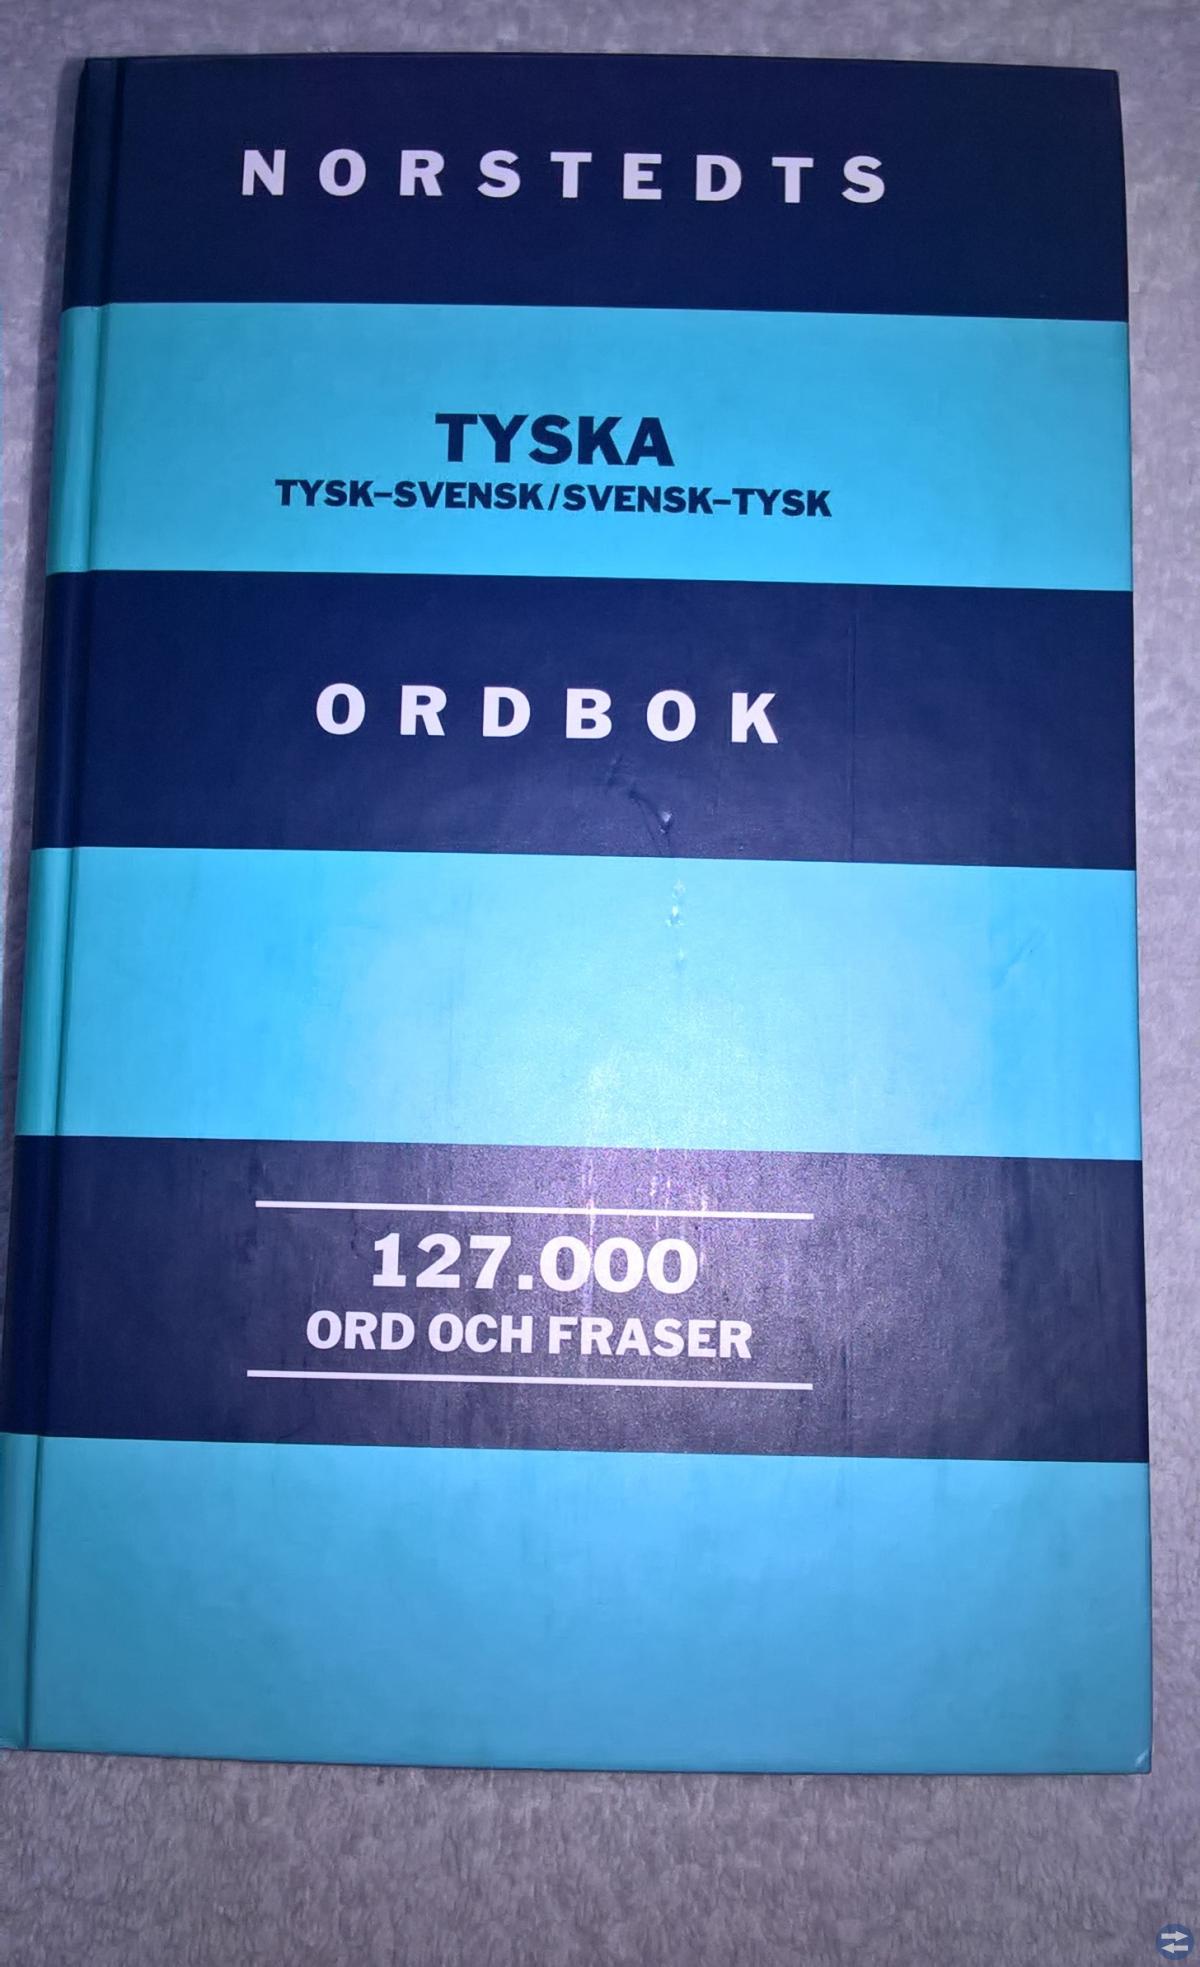 NORSTEDTS
TYSKA
TYSK–SVENSK/SVENSK–TYSK
ORDBOK
127.000
ORD OCH FRASER